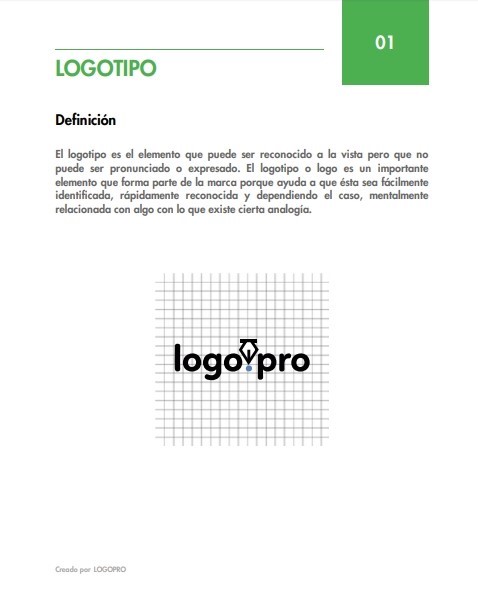 01
LOGOTIPO
Definición
El logotipo es el elemento que puede ser reconocido a la vista pero que no
puede ser pronunciado o expresado. El logotipo o logo es un importante
elemento que forma parte de la marca porque ayuda a que ésta sea fácilmente
identificada, rápidamente reconocida y dependiendo el caso, mentalmente
relacionada con algo con lo que existe cierta analogía.
logo pro
Creado por LOGOPRO